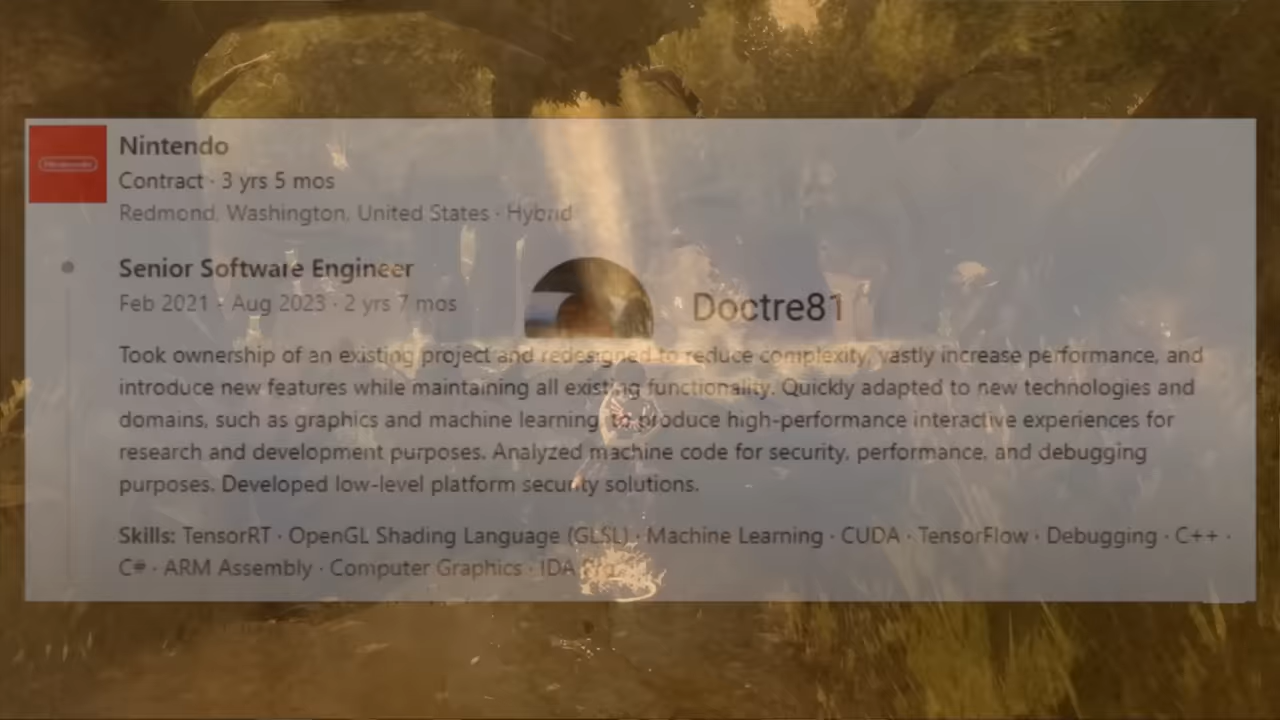 Nintendo
Nintendo
Contract · 3 yrs 5 mos
Redmond, Washington, United States · Hybrid
Senior Software Engineer
Feb 2021 - Aug 2023 · 2 yrs 7 mos
Doctre81
Took ownership of an existing project and redesigned to reduce complexity, vastly increase performance, and
introduce new features while maintaining all existing functionality. Quickly adapted to new technologies and
domains, such as graphics and machine learning, to produce high-performance interactive experiences for
research and development purposes. Analyzed machine code for security, performance, and debugging
purposes. Developed low-level platform security solutions.
Skills: TensorRT · OpenGL Shading Language (GLSL) · Machine Learning · CUDA · TensorFlow · Debugging · C++ ·
C# · ARM Assembly · Computer Graphics · IDA Pro